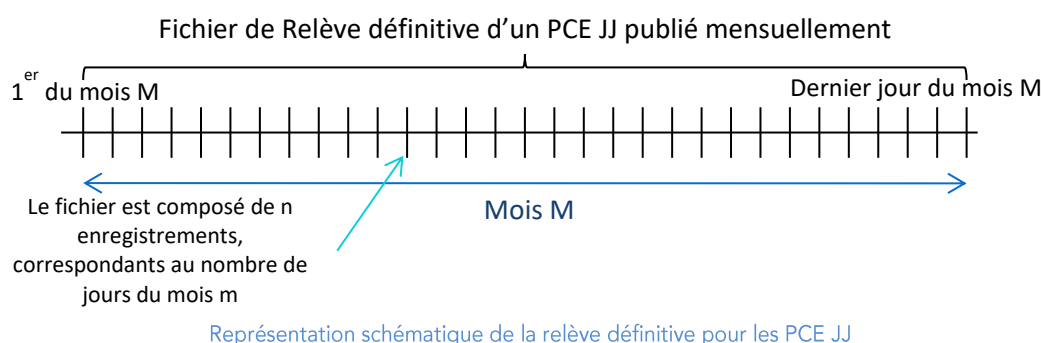 Fichier de Relève définitive d'un PCE JJ publié mensuellement
1er du mois M
Dernier jour du mois M
Le fichier est composé de n
enregistrements,
correspondants au nombre de
jours du mois m
Mois M
Représentation schématique de la relève définitive pour les PCE JJ